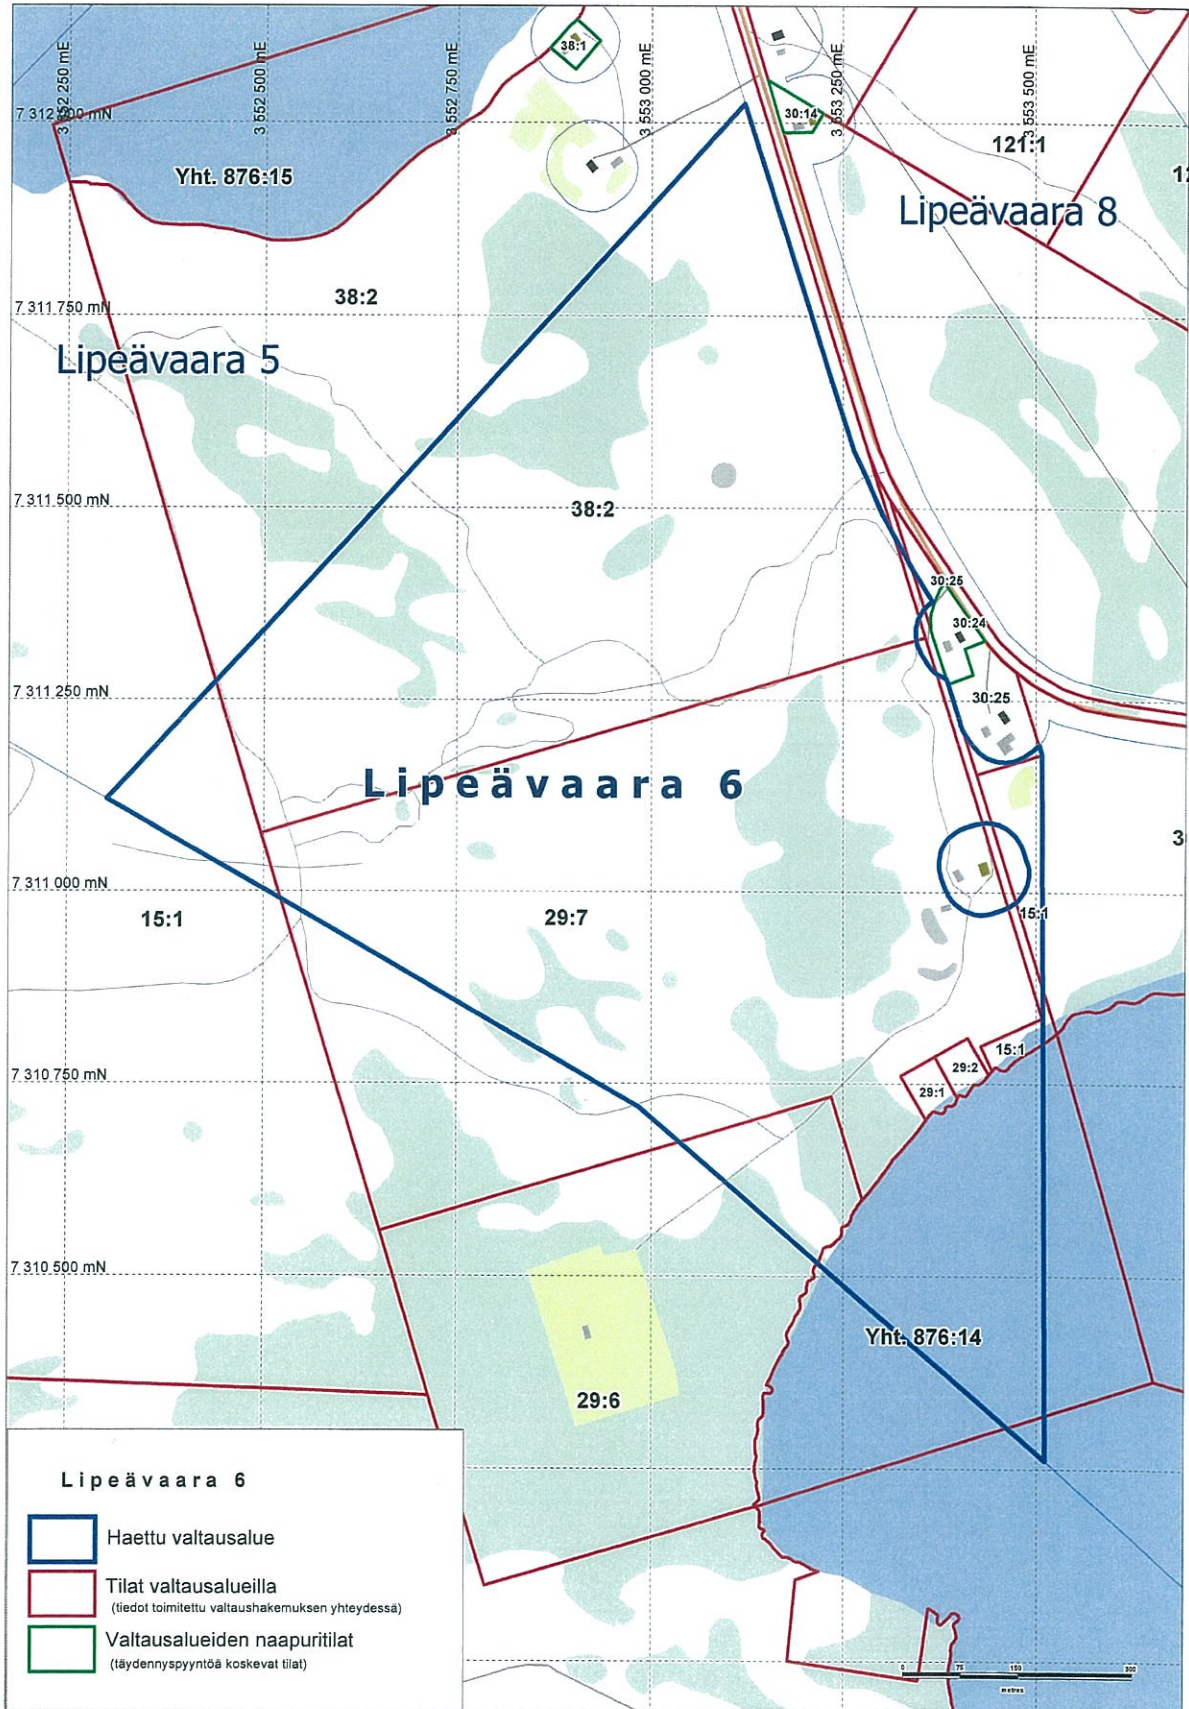 38:1
3 552 250 mE
3 552 500 mE
3 552 750 mE
3 553 000 mE
3 553 250 mE
3 553 500 mE
7 312 000 mN
30:14
121:1
Yht. 876:15
Lipeävaara 8
38:2
7 311 750 mN
Lipeävaara 5
7 311 500 mN
38:2
30:25
30:24
7 311 250 mN
30:25
Lipeävaara 6
7 311 000 mN
15:1
29:7
15:1
15:1
29:2
29:1
7 310 750 mN
7 310 500 mN
Yht. 876:14
29:6
Lipeävaara 6
Haettu valtausalue
Tilat valtausalueilla
(tiedot toimitettu valtaushakemuksen yhteydessä)
Valtausalueiden naapuritilat
(täydennyspyyntöä koskevat tilat)
0 75 150 300
metres